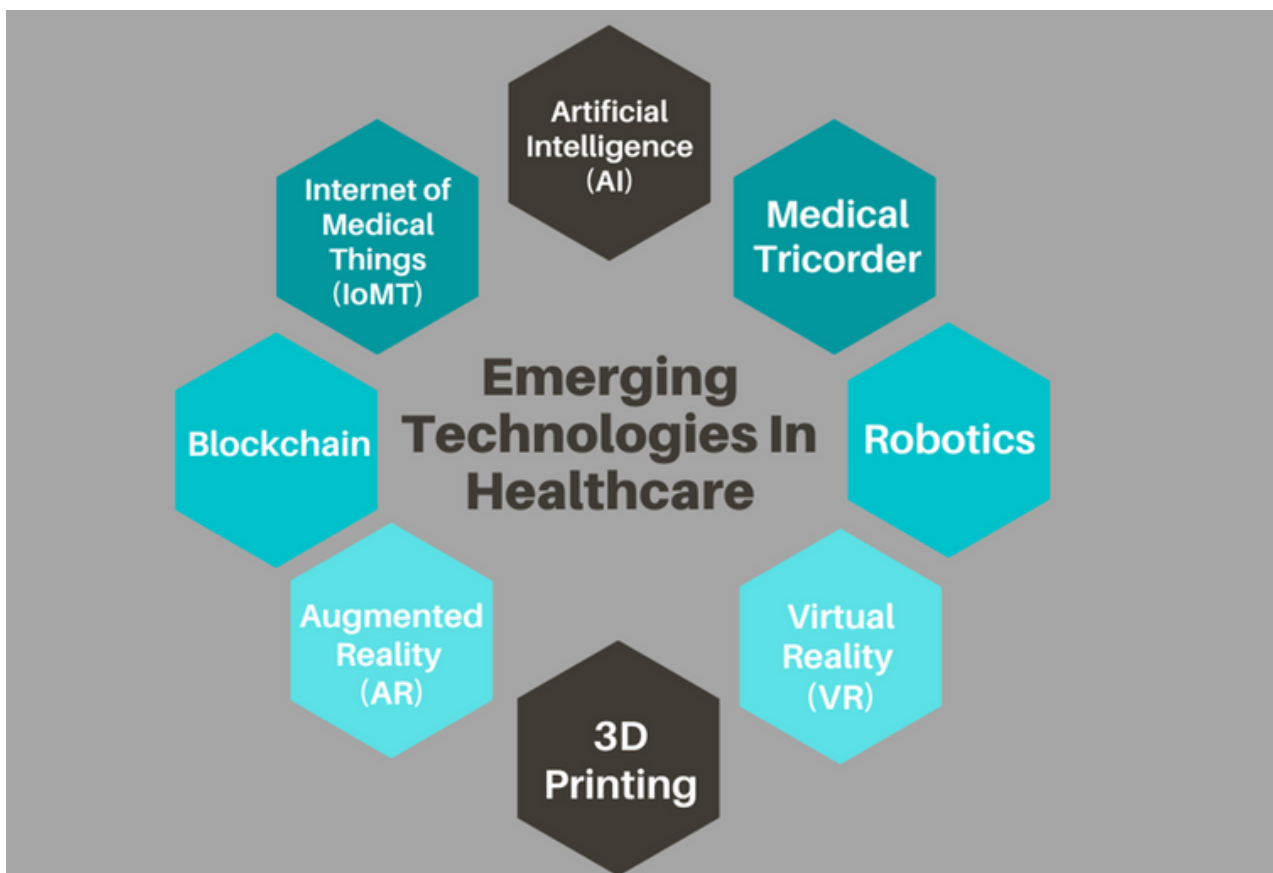 Artificial
Intelligence
(AI)
Medical
Tricorder
Robotics
Virtual
Reality
(VR)
3D
Printing
Augmented
Reality
(AR)
Blockchain
Internet of
Medical
Things
(IoMT)
Emerging
Technologies In
Healthcare